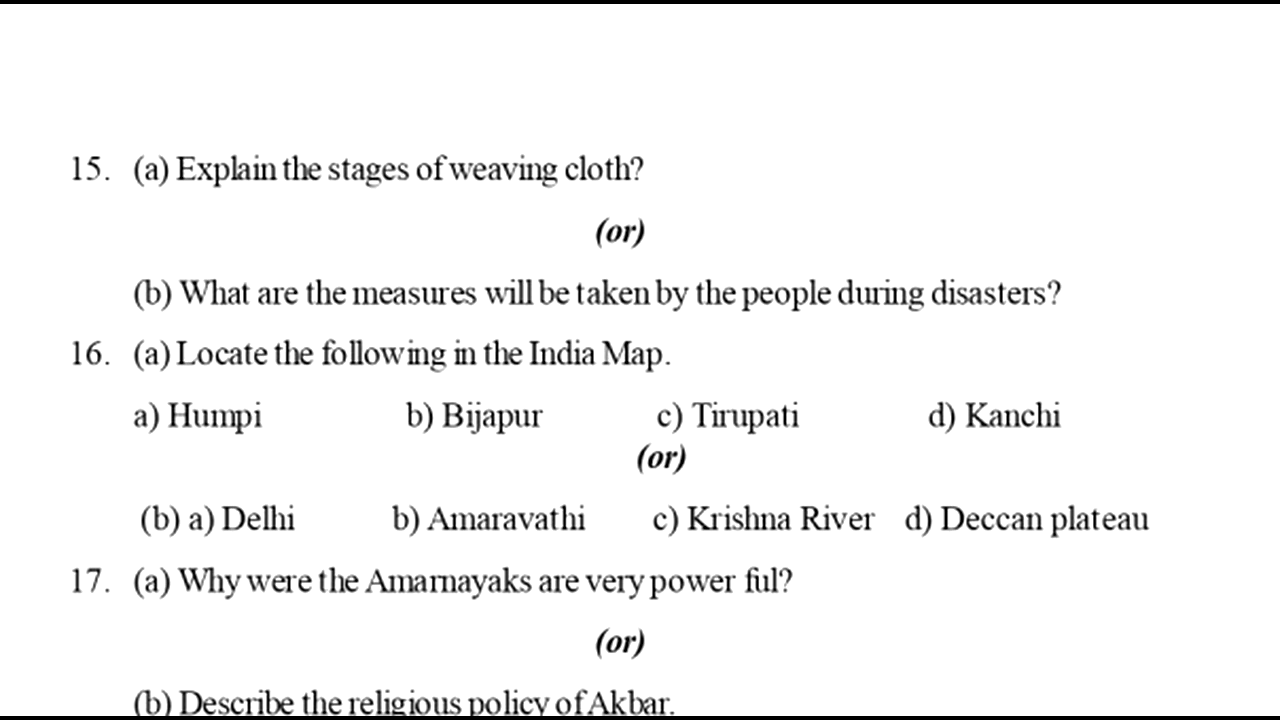 15. (a) Explain the stages of weaving cloth?
(or)
(b) What are the measures will be taken by the people during disasters?
16. (a) Locate the following in the India Map.
a) Humpi b) Bijapur c) Tirupati d) Kanchi
(or)
(b) a) Delhi b) Amaravathi c) Krishna River d) Deccan plateau
17. (a) Why were the Amarnayaks are very power ful?
(or)
(b) Describe the religious policy of Akbar.